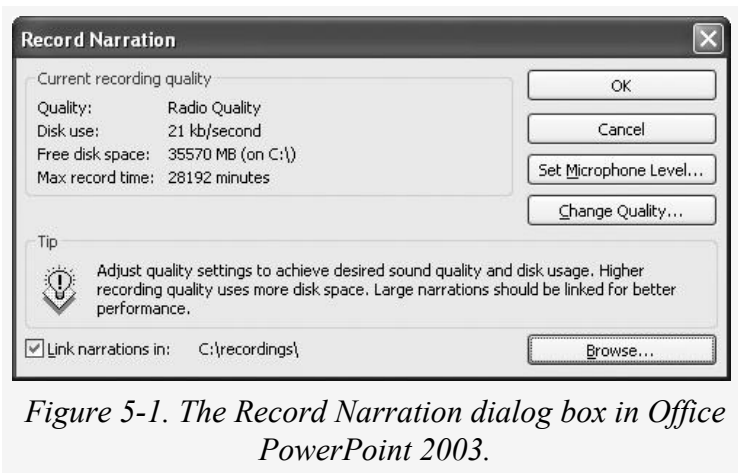 Record Narration
Current recording quality
Quality: Radio Quality
Disk use: 21 kb/second
Free disk space: 35570 MB (on C:\)
Max record time: 28192 minutes
OK
Cancel
Set Microphone Level...
Change Quality...
Tip
Adjust quality settings to achieve desired sound quality and disk usage. Higher
recording quality uses more disk space. Large narrations should be linked for better
performance.
Link narrations in: C:\recordings\
Browse...
Figure 5-1. The Record Narration dialog box in Office
PowerPoint 2003.